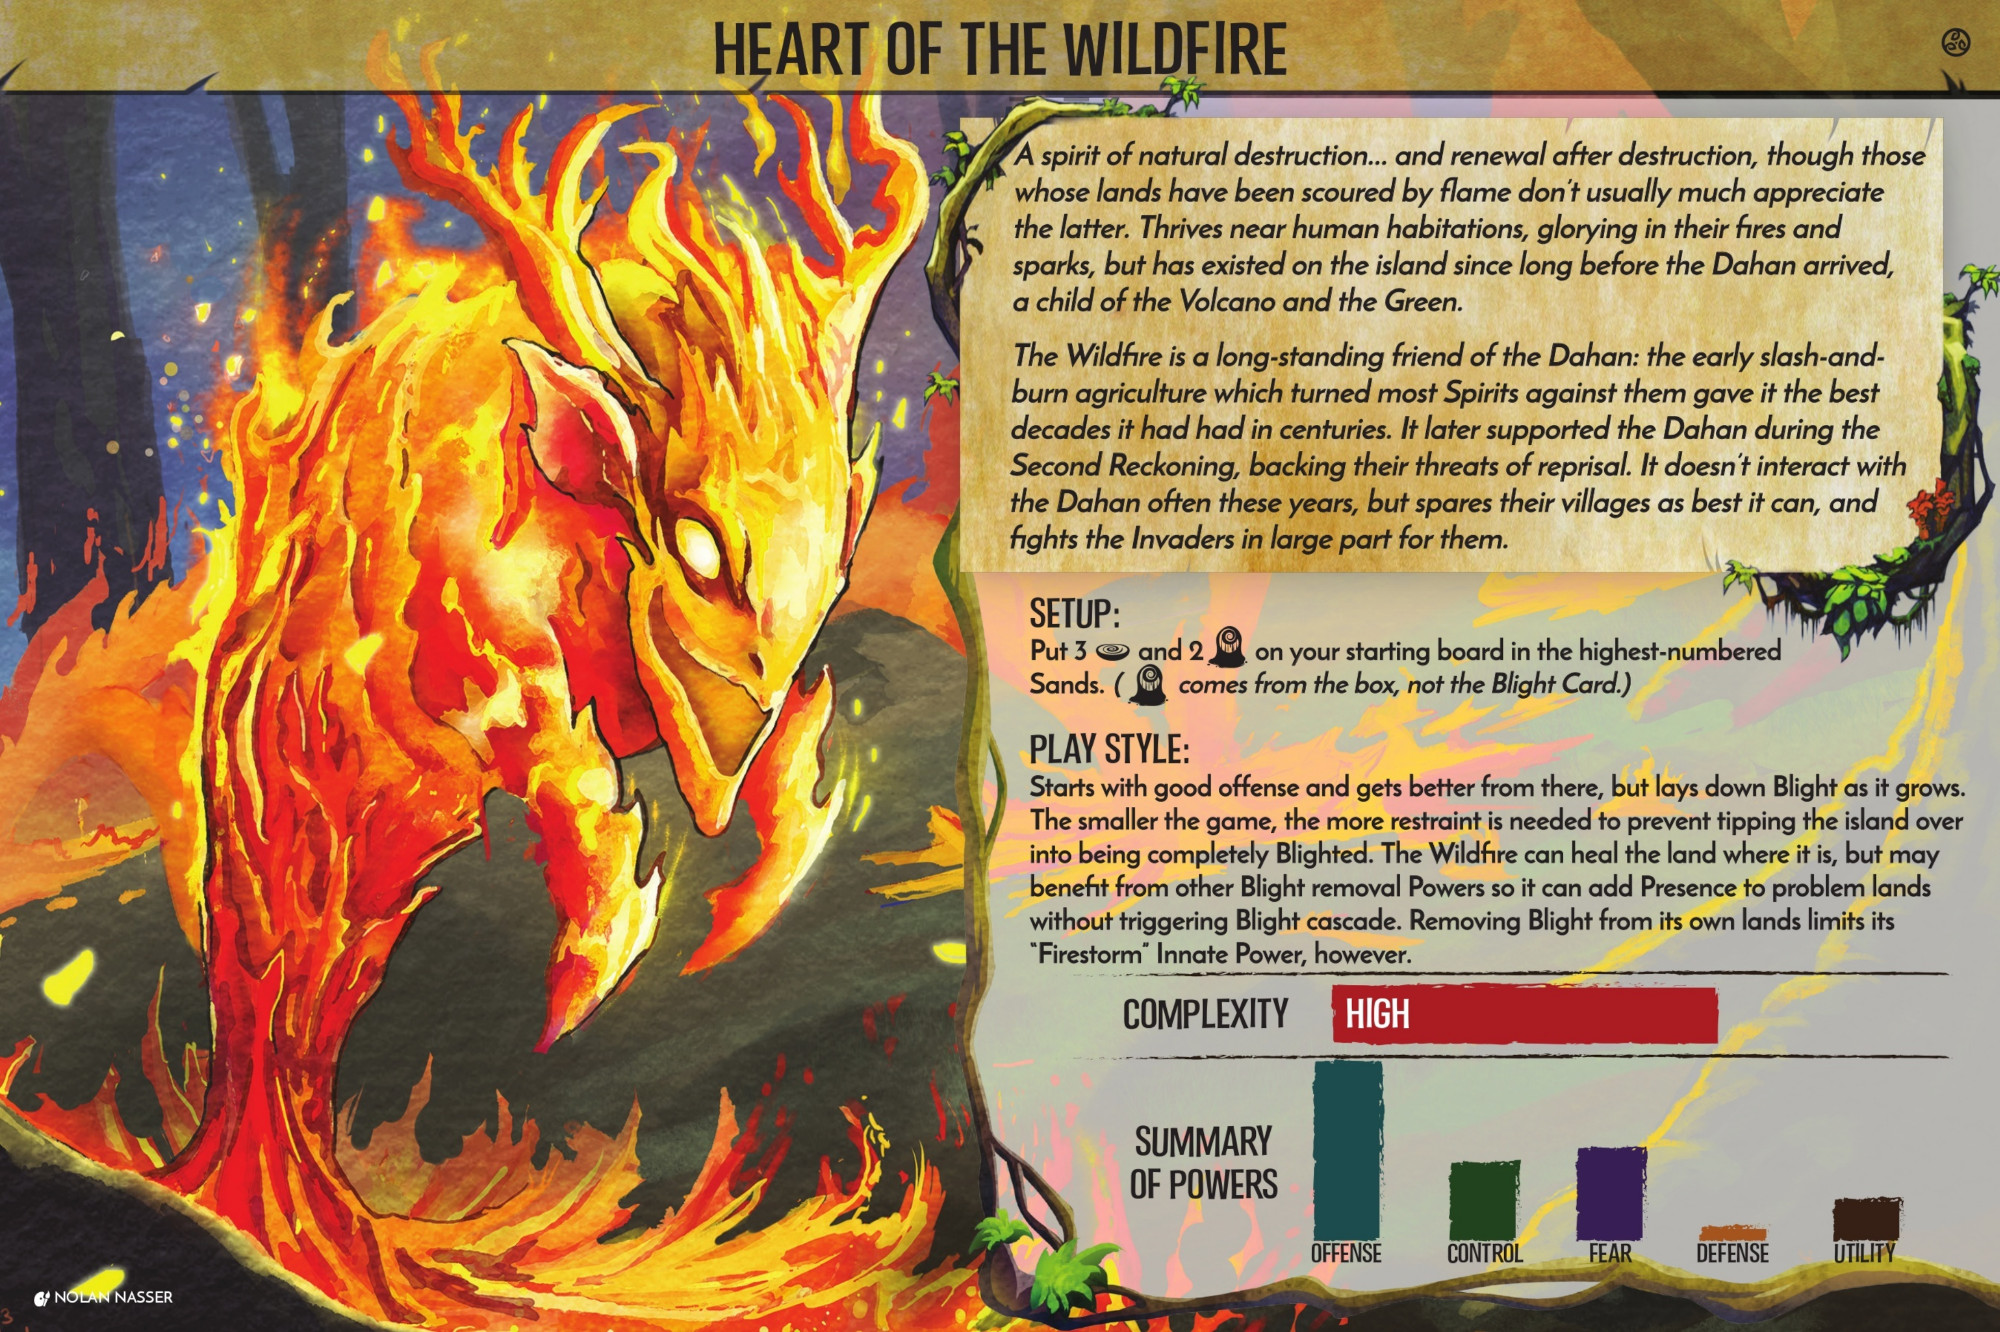 HEART OF THE WILDFIRE
A spirit of natural destruction... and renewal after destruction, though those
whose lands have been scoured by flame don't usually much appreciate
the latter. Thrives near human habitations, glorying in their fires and
sparks, but has existed on the island since long before the Dahan arrived,
a child of the Volcano and the Green.
The Wildfire is a long-standing friend of the Dahan: the early slash-and-
burn agriculture which turned most Spirits against them gave it the best
decades it had had in centuries. It later supported the Dahan during the
Second Reckoning, backing their threats of reprisal. It doesn't interact with
the Dahan often these years, but spares their villages as best it can, and
fights the Invaders in large part for them.
SETUP:
Put 3 and 2 on your starting board in the highest-numbered
Sands. ( comes from the box, not the Blight Card.)
PLAY STYLE:
Starts with good offense and gets better from there, but lays down Blight as it grows.
The smaller the game, the more restraint is needed to prevent tipping the island over
into being completely Blighted. The Wildfire can heal the land where it is, but may
benefit from other Blight removal Powers so it can add Presence to problem lands
without triggering Blight cascade. Removing Blight from its own lands limits its
"Firestorm" Innate Power, however.
COMPLEXITY HIGH
SUMMARY
OF POWERS
OFFENSE CONTROL FEAR DEFENSE UTILITY
NOLAN NASSER